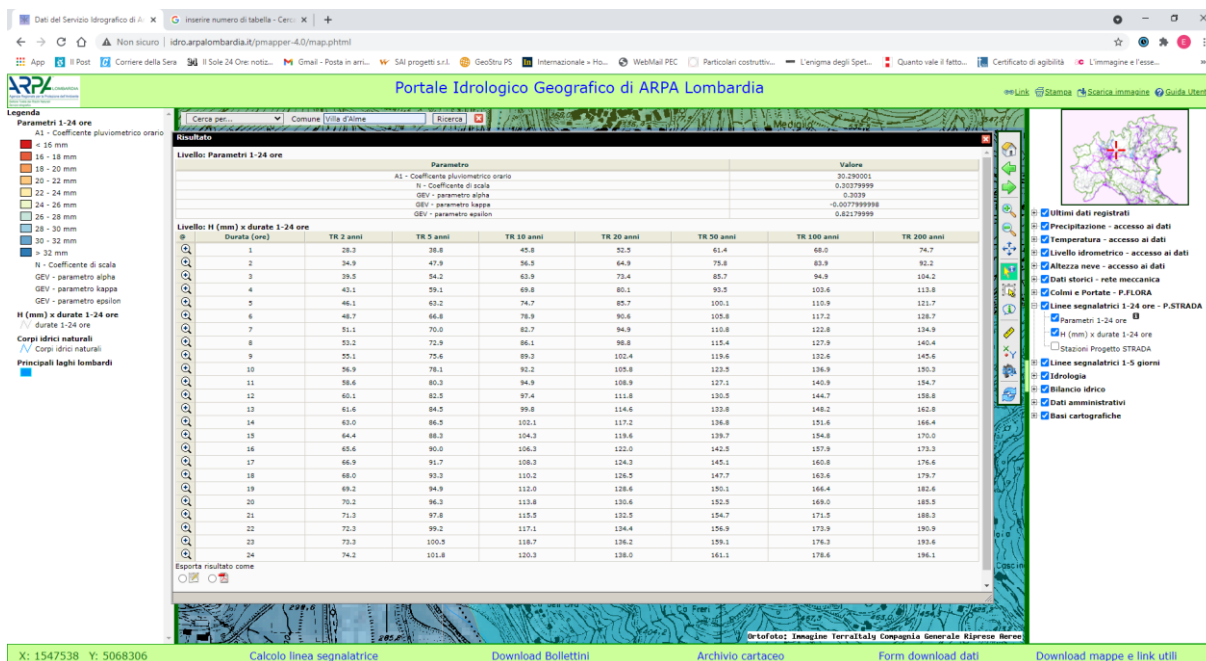 Dati del Servizio Idrografico di A
inserire numero di tabella - Cerc
Non sicuro | idro.arpalombardia.it/pmapper-4.0/map.phtml
App Il Post Corriere della Sera Il Sole 24 Ore: notiz... Gmail - Posta in arri... SAI progetti s.r.l. GeoStru PS Internazionale » Ho... WebMail PEC Particolari costruttiv... L'enigma degli Spet... Quanto vale il fatto... Certificato di agibilità L'immagine e l'esse... »
ARPA LOMBARDIA
Portale Idrologico Geografico di ARPA Lombardia
Link Stampa Scarica immagine Guida Utent
Legenda
Parametri 1-24 ore
A1 - Coefficente pluviometrico orario
< 16 mm
16 - 18 mm
18 - 20 mm
20 - 22 mm
22 - 24 mm
24 - 26 mm
26 - 28 mm
28 - 30 mm
30 - 32 mm
> 32 mm
N - Coefficente di scala
GEV - parametro alpha
GEV - parametro kappa
GEV - parametro epsilon
H (mm) x durate 1-24 ore
durate 1-24 ore
Corpi idrici naturali
Corpi idrici naturali
Principali laghi lombardi
Cerca per... Comune Villa d'Alme Ricerca
Risultato
Livello: Parametri 1-24 ore
Parametro Valore
A1 - Coefficente pluviometrico orario 30.290001
N - Coefficente di scala 0.30379999
GEV - parametro alpha 0.3039
GEV - parametro kappa -0.0077999998
GEV - parametro epsilon 0.82179999
Livello: H (mm) x durate 1-24 ore
@ Durata (ore) TR 2 anni TR 5 anni TR 10 anni TR 20 anni TR 50 anni TR 100 anni TR 200 anni
1 28.3 38.8 45.8 52.5 61.4 68.0 74.7
2 34.9 47.9 56.5 64.9 75.8 83.9 92.2
3 39.5 54.2 63.9 73.4 85.7 94.9 104.2
4 43.1 59.1 69.8 80.1 93.5 103.6 113.8
5 46.1 63.2 74.7 85.7 100.1 110.9 121.7
6 48.7 66.8 78.9 90.6 105.8 117.2 128.7
7 51.1 70.0 82.7 94.9 110.8 122.8 134.9
8 53.2 72.9 86.1 98.8 115.4 127.9 140.4
9 55.1 75.6 89.3 102.4 119.6 132.6 145.6
10 56.9 78.1 92.2 105.8 123.5 136.9 150.3
11 58.6 80.3 94.9 108.9 127.1 140.9 154.7
12 60.1 82.5 97.4 111.8 130.5 144.7 158.8
13 61.6 84.5 99.8 114.6 133.8 148.2 162.8
14 63.0 86.5 102.1 117.2 136.8 151.6 166.4
15 64.4 88.3 104.3 119.6 139.7 154.8 170.0
16 65.6 90.0 106.3 122.0 142.5 157.9 173.3
17 66.9 91.7 108.3 124.3 145.1 160.8 176.6
18 68.0 93.3 110.2 126.5 147.7 163.6 179.7
19 69.2 94.9 112.0 128.6 150.1 166.4 182.6
20 70.2 96.3 113.8 130.6 152.5 169.0 185.5
21 71.3 97.8 115.5 132.5 154.7 171.5 188.3
22 72.3 99.2 117.1 134.4 156.9 173.9 190.9
23 73.3 100.5 118.7 136.2 159.1 176.3 193.6
24 74.2 101.8 120.3 138.0 161.1 178.6 196.1
Esporta risultato come
Ultimi dati registrati
Precipitazione - accesso ai dati
Temperatura - accesso ai dati
Livello idrometrico - accesso ai dati
Altezza neve - accesso ai dati
Dati storici - rete meccanica
Colmi e Portate - P.FLORA
Linee segnalatrici 1-24 ore - P.STRADA
Parametri 1-24 ore
H (mm) x durate 1-24 ore
Stazioni Progetto STRADA
Linee segnalatrici 1-5 giorni
Idrologia
Bilancio idrico
Dati amministrativi
Basi cartografiche
Ortofoto: Immagine TerraItaly Compagnia Generale Riprese Aeree
X: 1547538 Y: 5068306 Calcolo linea segnalatrice Download Bollettini Archivio cartaceo Form download dati Download mappe e link utili